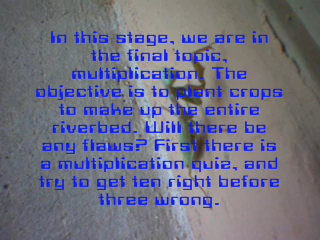 In this stage, we are in
the final topic,
multiplication! The
objective is to plant crops
to make up the entire
riverbed. Will there be
any flaws? First there is
a multiplication quiz, and
try to get ten right before
three wrong.